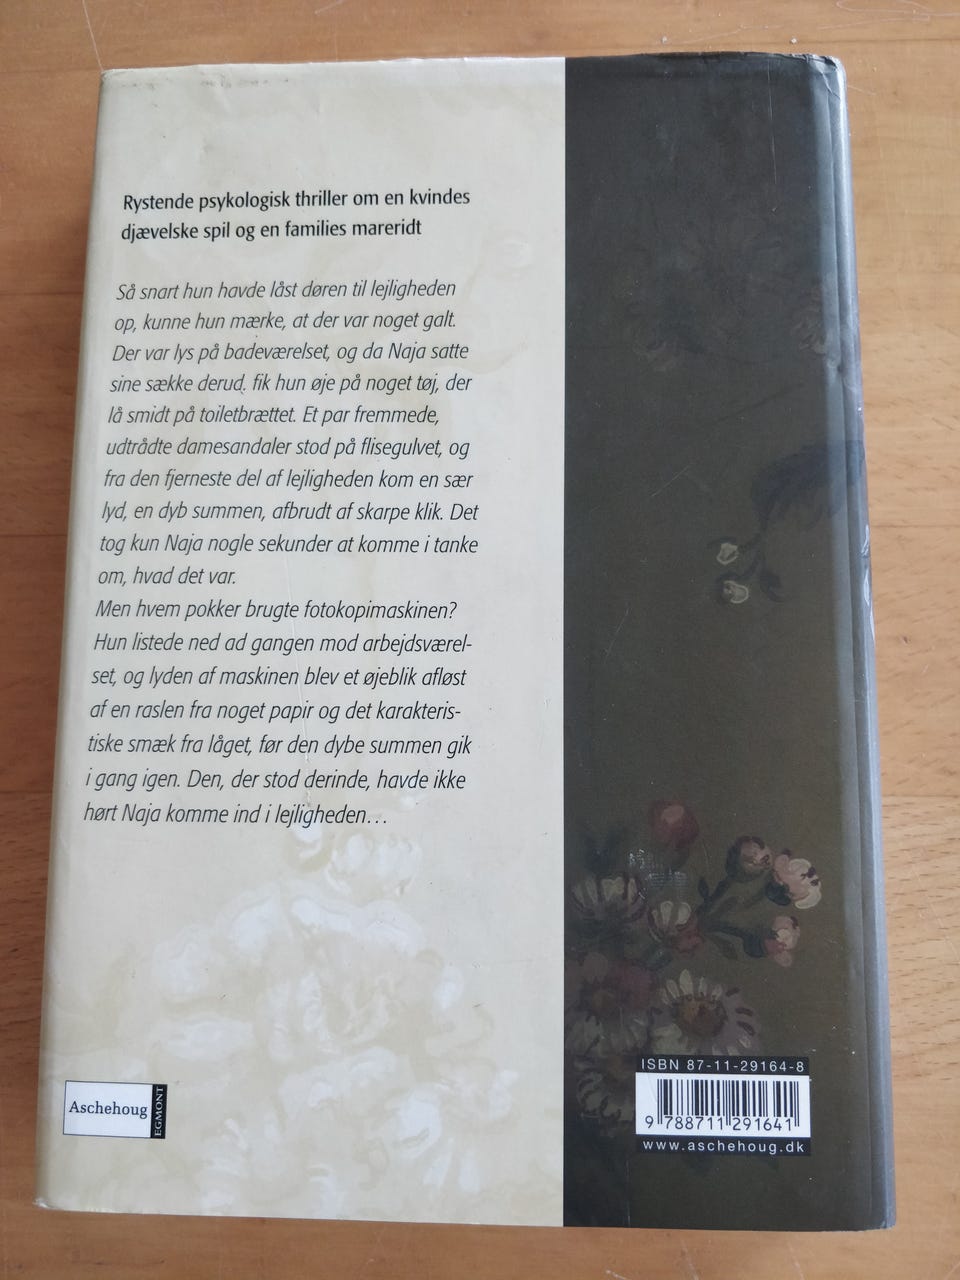 Rystende psykologisk thriller om en kvindes
djævelske spil og en families mareridt
Så snart hun havde låst døren til lejligheden
op, kunne hun mærke, at der var noget galt.
Der var lys på badeværelset, og da Naja satte
sine sække derud, fik hun øje på noget tøj, der
lå smidt på toiletbrættet. Et par fremmede,
udtrådte damesandaler stod på flisegulvet, og
fra den fjerneste del af lejligheden kom en sær
lyd, en dyb summen, afbrudt af skarpe klik. Det
tog kun Naja nogle sekunder at komme i tanke
om, hvad det var.
Men hvem pokker brugte fotokopimaskinen?
Hun listede ned ad gangen mod arbejdsværel-
set, og lyden af maskinen blev et øjeblik afløst
af en raslen fra noget papir og det karakteris-
tiske smæk fra låget, før den dybe summen gik
i gang igen. Den, der stod derinde, havde ikke
hørt Naja komme ind i lejligheden...
Aschehoug
EGMONT
ISBN 87-11-29164-8
9 788711 291641
www.aschehoug.dk